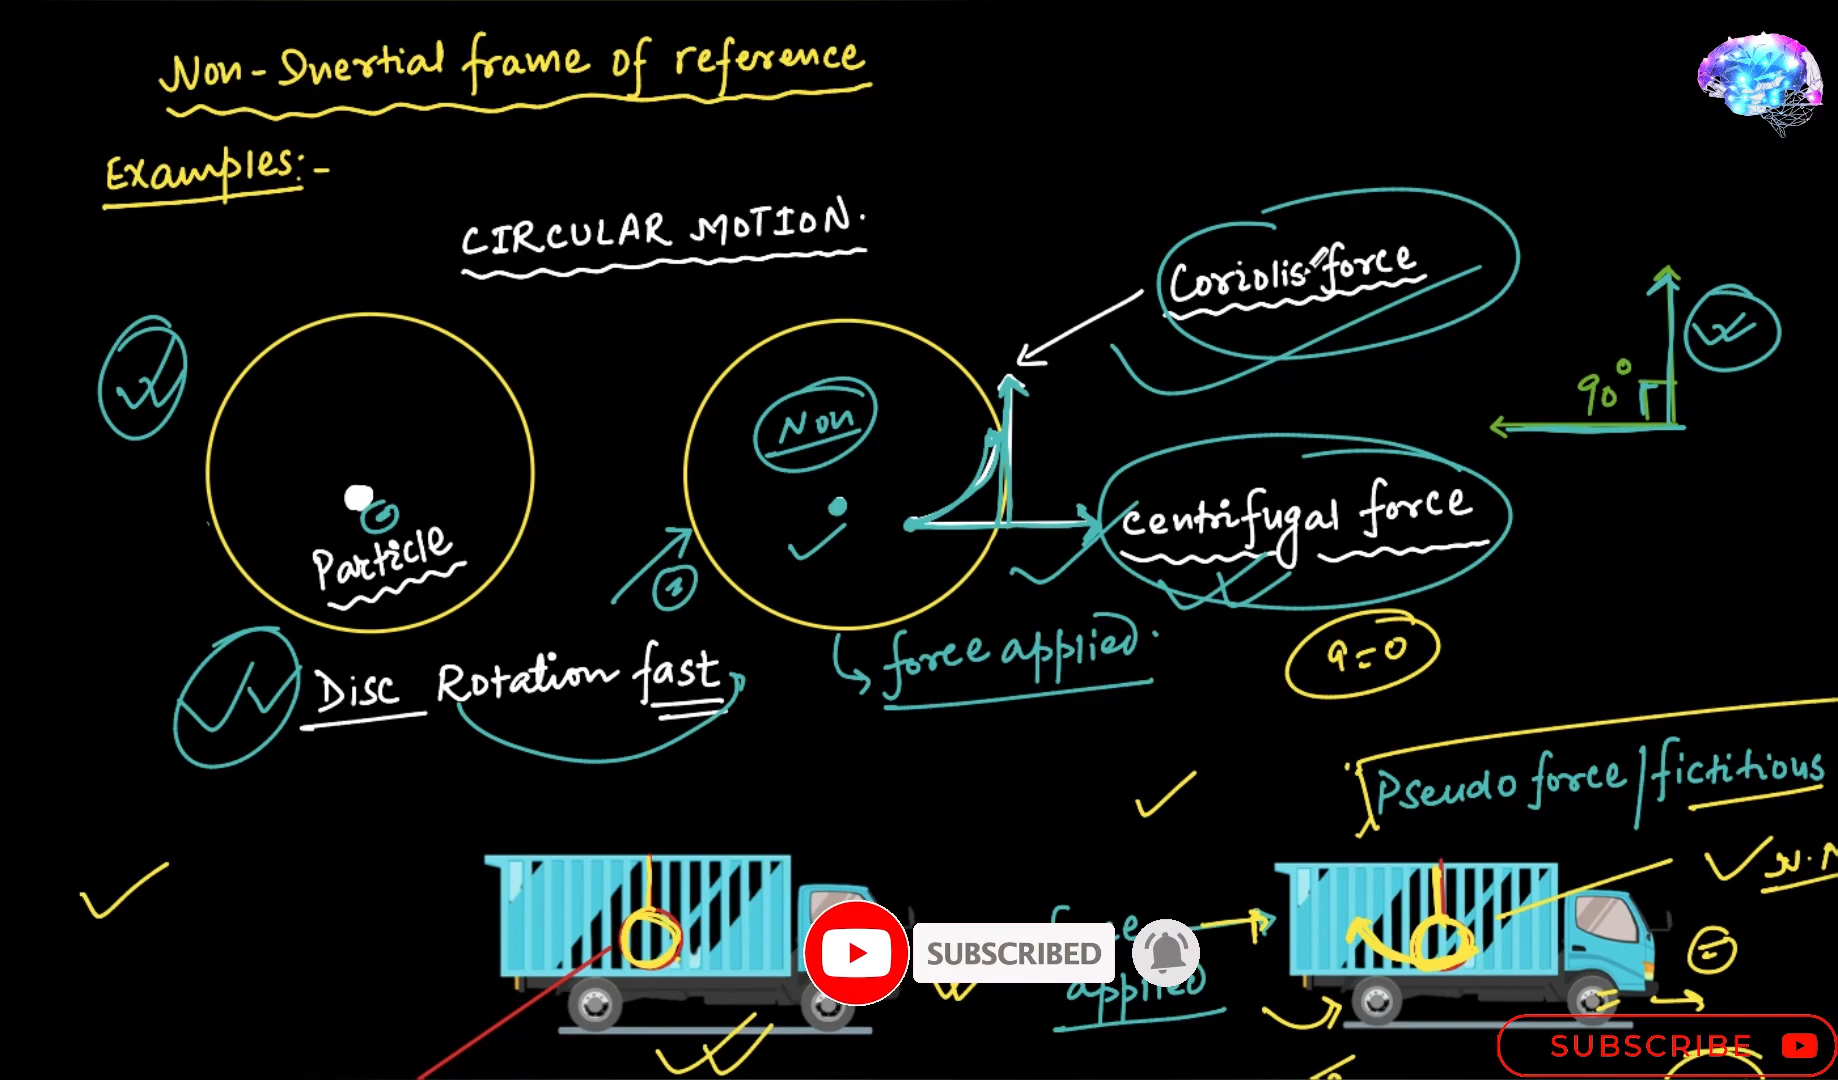 Non-Inertial frame of reference
Examples:-
CIRCULAR MOTION.
Coriolis force
90°
Non
Particle
centrifugal force
Disc Rotation fast
force applied.
a=0
Pseudo force/fictitious
applied
SUBSCRIBED
SUBSCRIBE